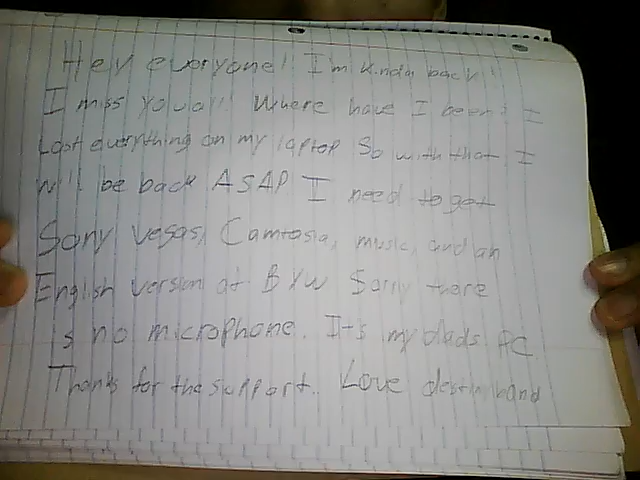 Hey everyone! I'm kinda back!
I miss you all! Where have I been? I
Lost everything on my laptop So with that I
will be back ASAP I need to get
Sony Vegas, Camtasia, music, and an
English version of BYW Sorry there
is no microphone. It's my dads PC
Thanks for the support. Love